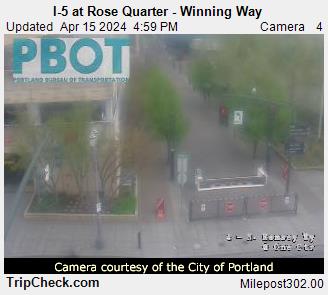 I-5 at Rose Quarter - Winning Way
Updated Apr 15 2024 4:59 PM Camera 4
PBOT
PORTLAND BUREAU OF TRANSPORTATION
Camera courtesy of the City of Portland
TripCheck.com Milepost302.00